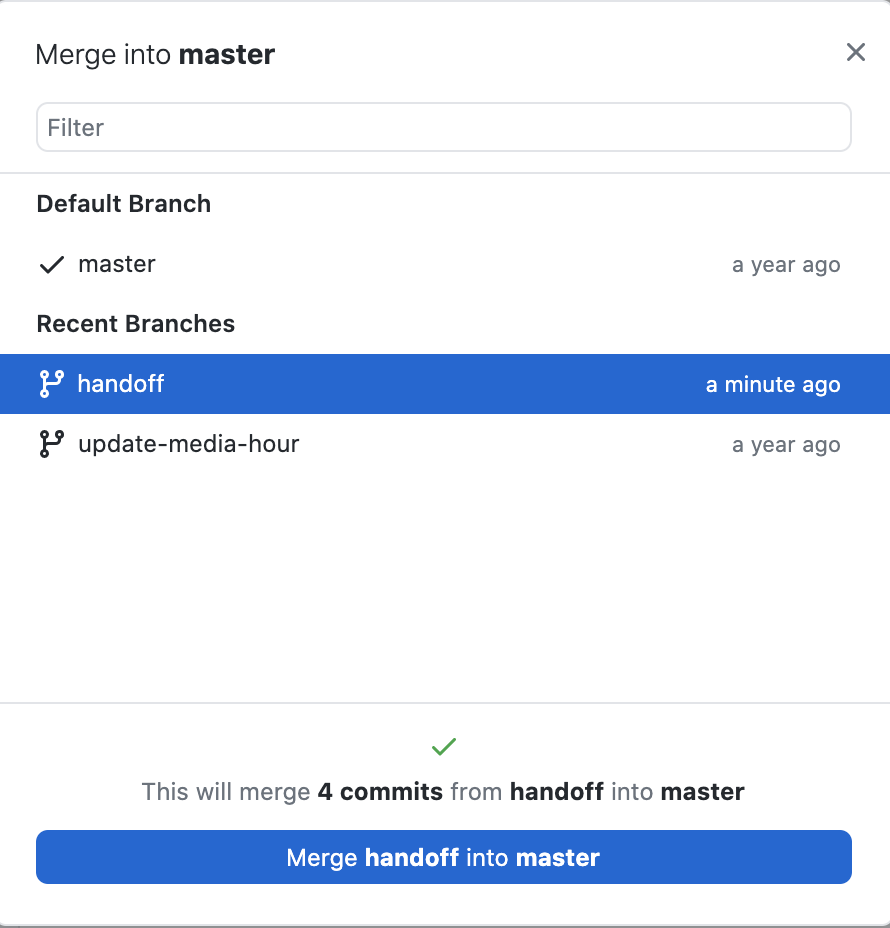 Merge into master
Filter
Default Branch
master a year ago
Recent Branches
handoff a minute ago
update-media-hour a year ago
This will merge 4 commits from handoff into master
Merge handoff into master